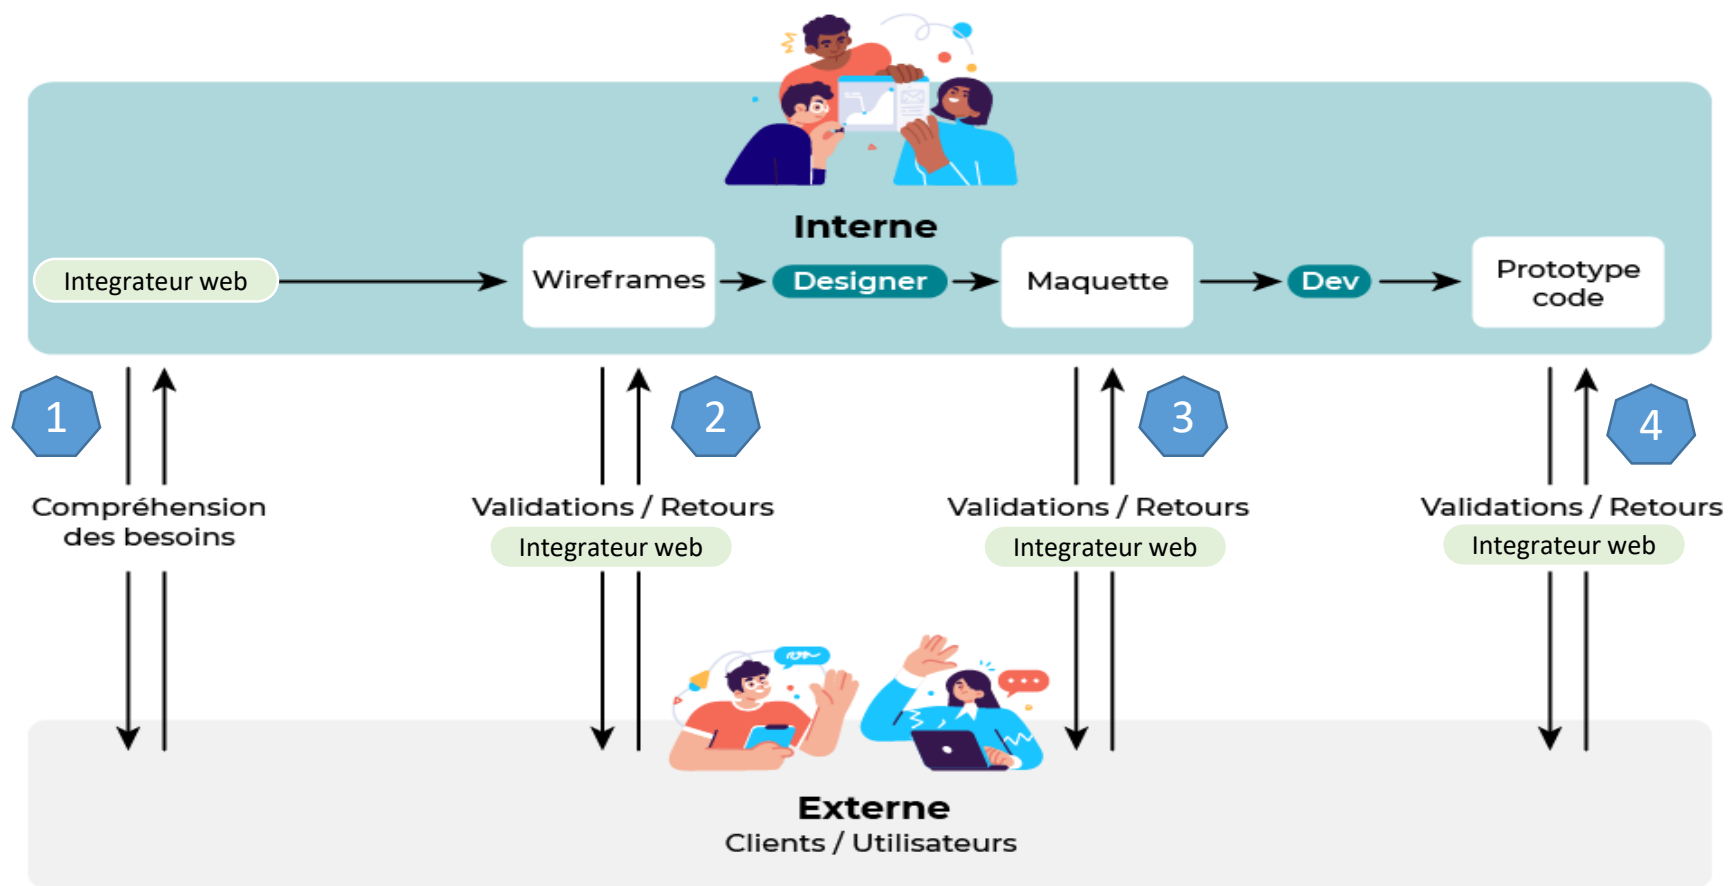 Interne
Integrateur web
Wireframes
Designer
Maquette
Dev
Prototype
code
1
2
3
4
Compréhension
des besoins
Validations / Retours
Integrateur web
Validations / Retours
Integrateur web
Validations / Retours
Integrateur web
Externe
Clients / Utilisateurs